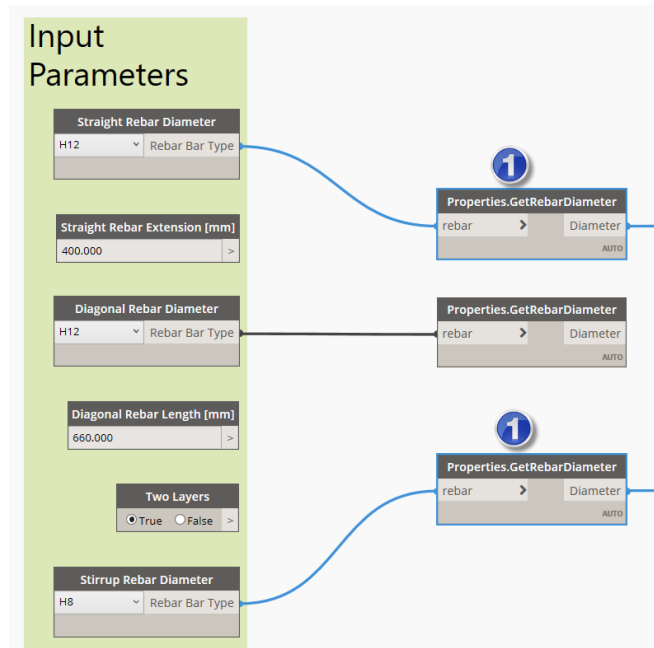 Input
Parameters
Straight Rebar Diameter
H12 Rebar Bar Type
1
Properties.GetRebarDiameter
rebar > Diameter
AUTO
Straight Rebar Extension [mm]
400.000 >
Diagonal Rebar Diameter
H12 Rebar Bar Type
Properties.GetRebarDiameter
rebar > Diameter
AUTO
Diagonal Rebar Length [mm]
660.000 >
1
Properties.GetRebarDiameter
rebar > Diameter
AUTO
Two Layers
True False >
Stirrup Rebar Diameter
H8 Rebar Bar Type